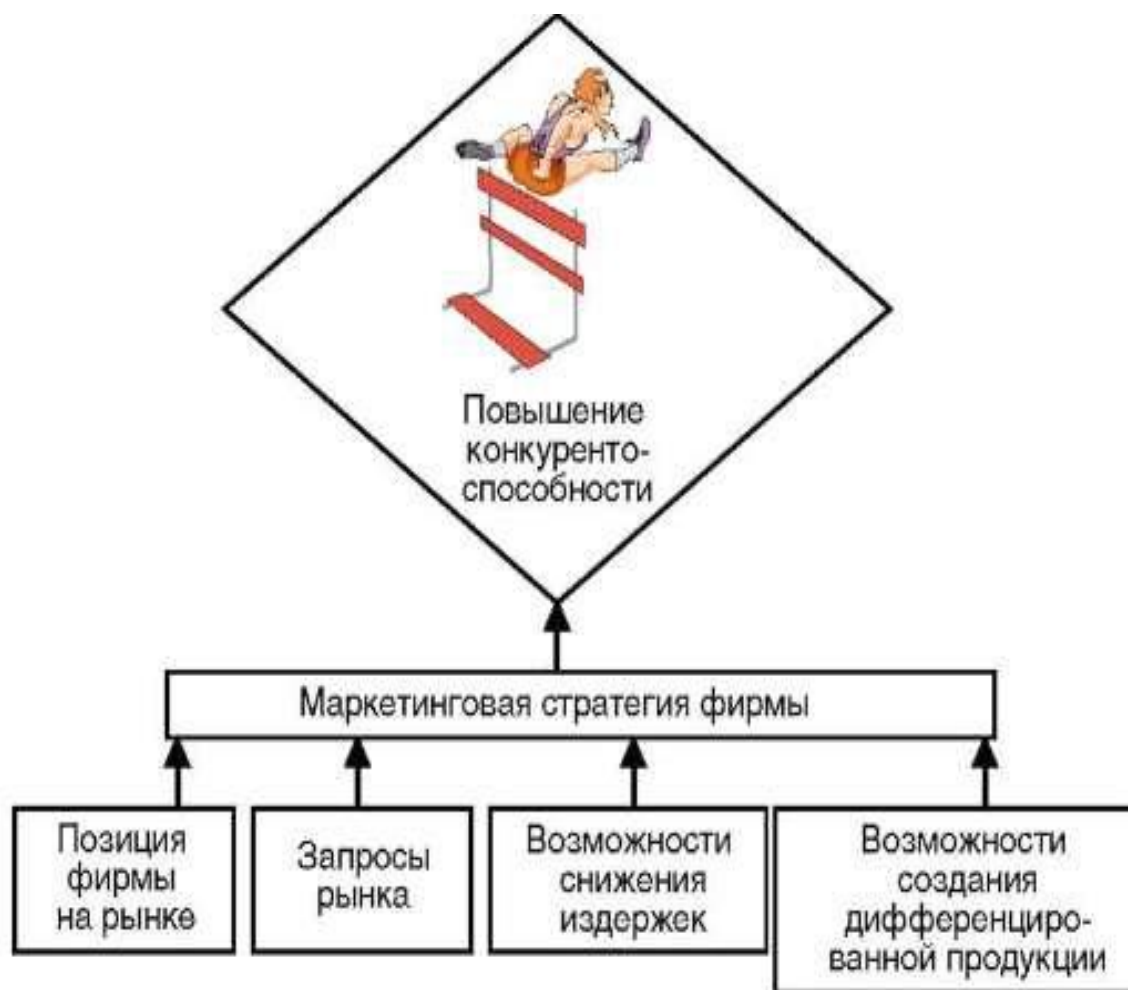 Повышение
конкуренто-
способности
Маркетинговая стратегия фирмы
Позиция
фирмы
на рынке
Запросы
рынка
Возможности
снижения
издержек
Возможности
создания
дифференциро-
ванной продукции